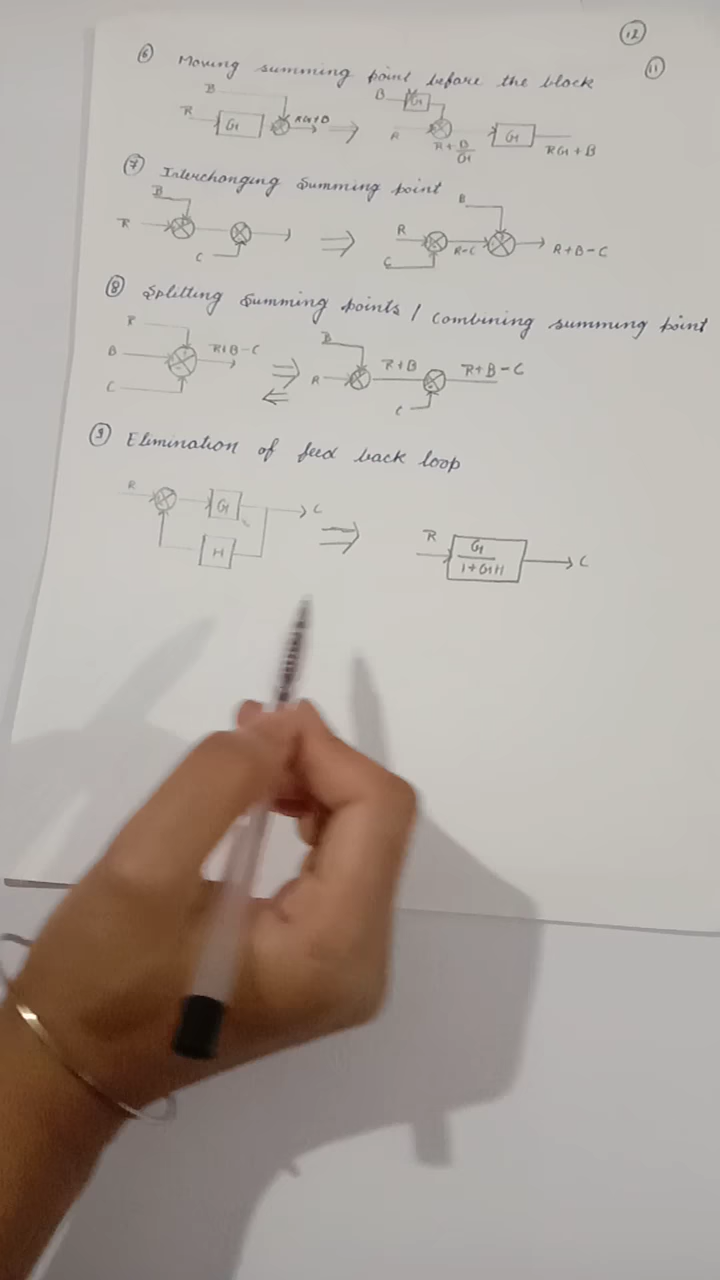 12
11
6 Moving summing point before the block
B B 1/G1
R G1 RG1+B R R+B/G1 G1 RG1+B
7 Interchanging summing point
B B
R C R C R-C R+B-C
8 Splitting summing points / combining summing point
R B C R+B-C
B R R+B C R+B-C
9 Elimination of feed back loop
R G1 C H
R G1/1+G1H C